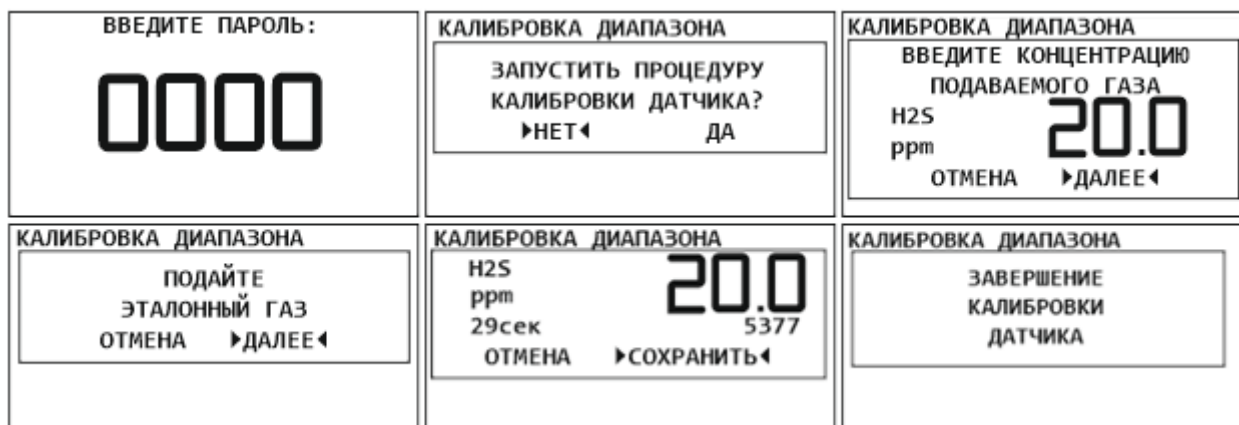 ВВЕДИТЕ ПАРОЛЬ:
0000
КАЛИБРОВКА ДИАПАЗОНА
ЗАПУСТИТЬ ПРОЦЕДУРУ
КАЛИБРОВКИ ДАТЧИКА?
▶НЕТ◀ ДА
КАЛИБРОВКА ДИАПАЗОНА
ВВЕДИТЕ КОНЦЕНТРАЦИЮ
ПОДАВАЕМОГО ГАЗА
H2S
20.0
ppm
ОТМЕНА ▶ДАЛЕЕ◀
КАЛИБРОВКА ДИАПАЗОНА
ПОДАЙТЕ
ЭТАЛОННЫЙ ГАЗ
ОТМЕНА ▶ДАЛЕЕ◀
КАЛИБРОВКА ДИАПАЗОНА
H2S
20.0
ppm
29сек 5377
ОТМЕНА ▶СОХРАНИТЬ◀
КАЛИБРОВКА ДИАПАЗОНА
ЗАВЕРШЕНИЕ
КАЛИБРОВКИ
ДАТЧИКА